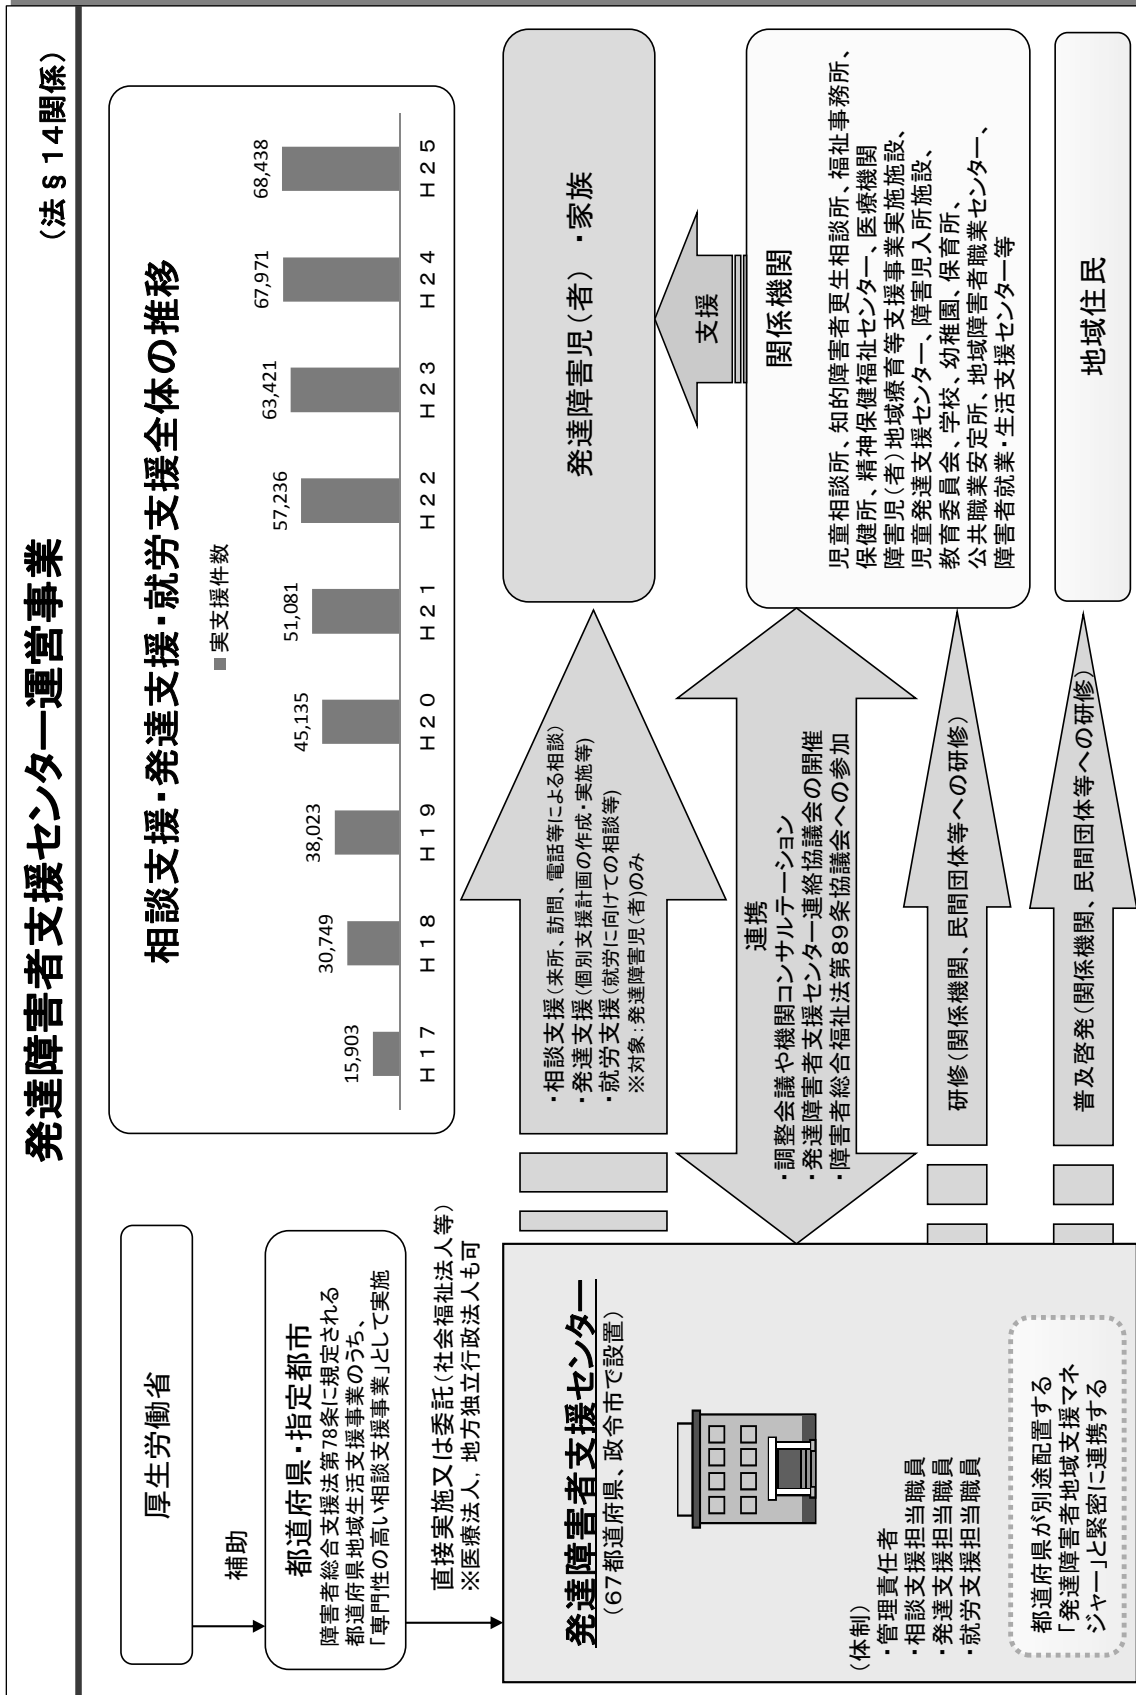 発達障害者支援センター運営事業
（法§14関係）
厚生労働省
補助
都道府県・指定都市
障害者総合支援法第78条に規定される
都道府県地域生活支援事業のうち、
「専門性の高い相談支援事業」として実施
直接実施又は委託（社会福祉法人等）
※医療法人，地方独立行政法人も可
相談支援・発達支援・就労支援全体の推移
■実支援件数
15,903
30,749
38,023
45,135
51,081
57,236
63,421
67,971
68,438
H17
H18
H19
H20
H21
H22
H23
H24
H25
発達障害者支援センター
（67都道府県、政令市で設置）
（体制）
・管理責任者
・相談支援担当職員
・発達支援担当職員
・就労支援担当職員
都道府県が別途配置する
「発達障害者地域支援マネ
ジャー」と緊密に連携する
・相談支援（来所、訪問、電話等による相談）
・発達支援（個別支援計画の作成・実施等）
・就労支援（就労に向けての相談等）
※対象：発達障害児（者）のみ
連携
・調整会議や機関コンサルテーション
・発達障害者支援センター連絡協議会の開催
・障害者総合福祉法第89条協議会への参加
研修（関係機関、民間団体等への研修）
普及啓発（関係機関、民間団体等への研修）
発達障害児（者）・家族
支援
関係機関
児童相談所、知的障害者更生相談所、福祉事務所、
保健所、精神保健福祉センター、医療機関
障害児（者）地域療育等支援事業実施施設、
児童発達支援センター、障害児入所施設、
教育委員会、学校、幼稚園、保育所、
公共職業安定所、地域障害者職業センター、
障害者就業・生活支援センター等
地域住民